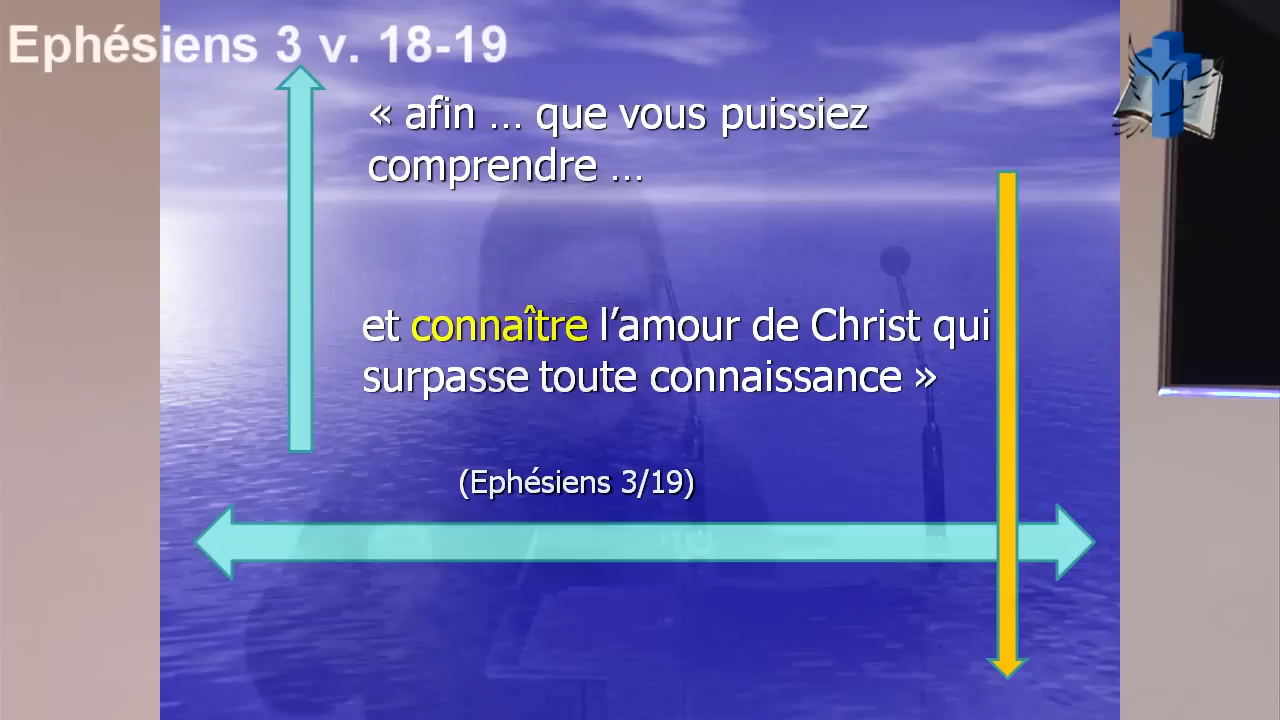 Ephésiens 3 v. 18-19
« afin … que vous puissiez
comprendre …
et connaître l’amour de Christ qui
surpasse toute connaissance »
(Ephésiens 3/19)